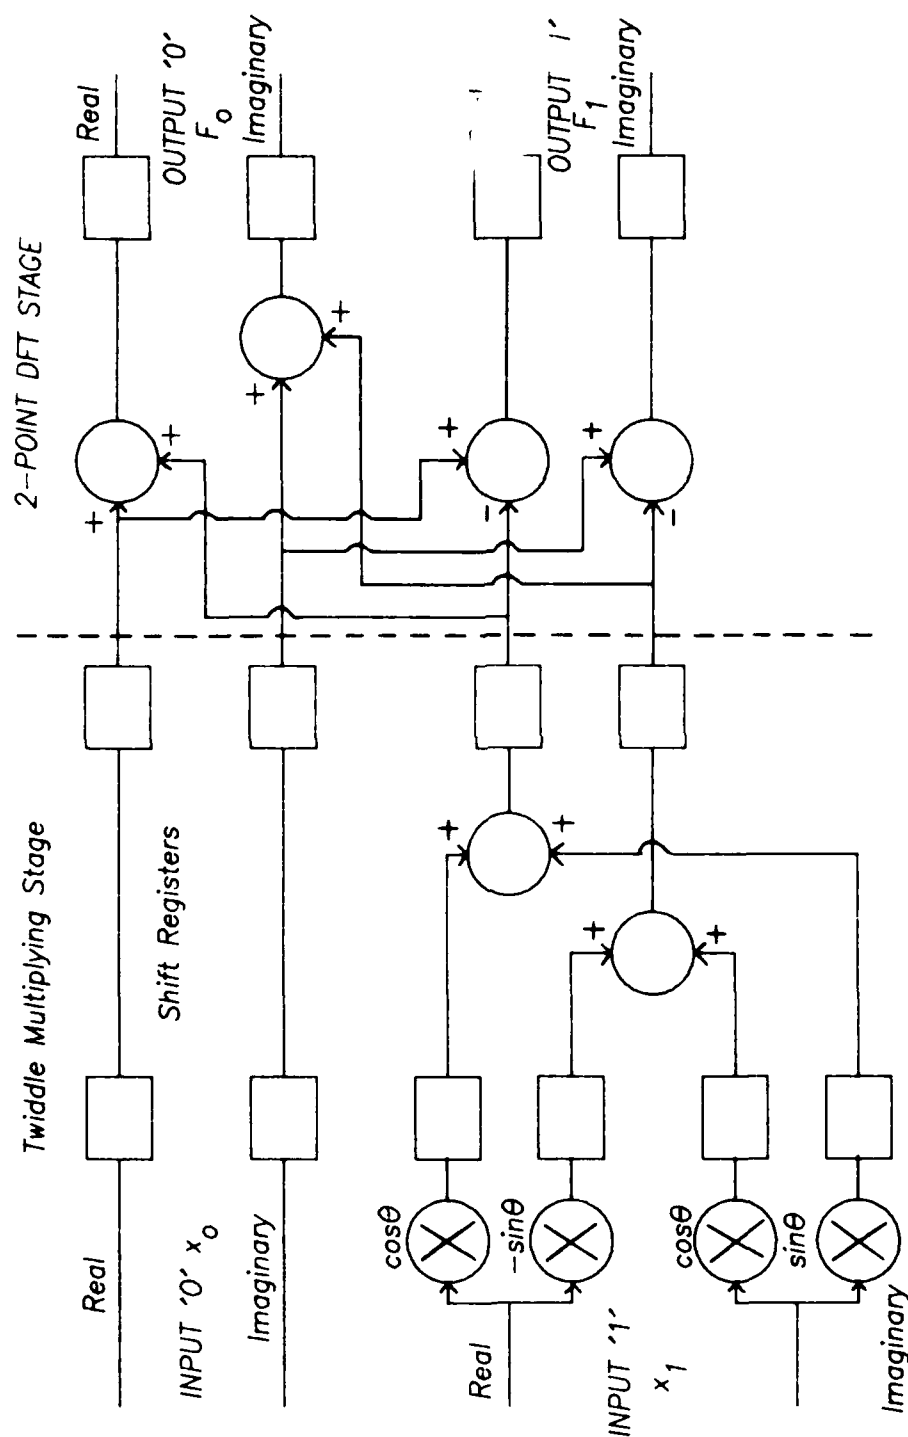 Twiddle Multiplying Stage
2-POINT DFT STAGE
Real
Real
INPUT '0' x0
Shift Registers
OUTPUT '0'
F0
Imaginary
Imaginary
cosθ
+
+
+
+
Real
-sinθ
+
+
+
-
INPUT '1'
x1
+
+
+
-
OUTPUT 1'
F1
Imaginary
cosθ
sinθ
Imaginary